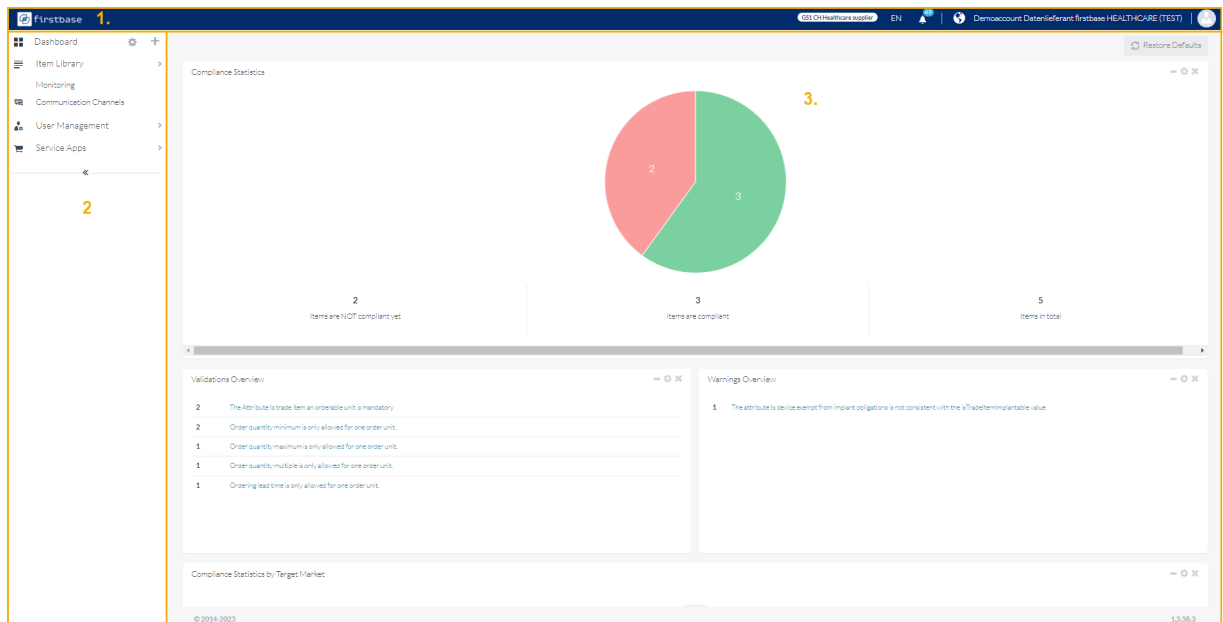 firstbase 1. GS1 CH Healthcare supplier EN 49 Demoaccount Datenlieferant firstbase HEALTHCARE (TEST)
Dashboard
Restore Defaults
Item Library
Monitoring
Communication Channels
User Management
Service Apps
2
Compliance Statistics
3.
2
3
2
Items are NOT compliant yet
3
Items are compliant
5
Items in total
Validations Overview
2 The Attribute Is trade item an orderable unit is mandatory
2 Order quantity minimum is only allowed for one order unit.
1 Order quantity maximum is only allowed for one order unit.
1 Order quantity multiple is only allowed for one order unit.
1 Ordering lead time is only allowed for one order unit.
Warnings Overview
1 The attribute Is device exempt from implant obligations is not consistent with the isTradeItemImplantable value
Compliance Statistics by Target Market
© 2014-2023
1.5.58.3